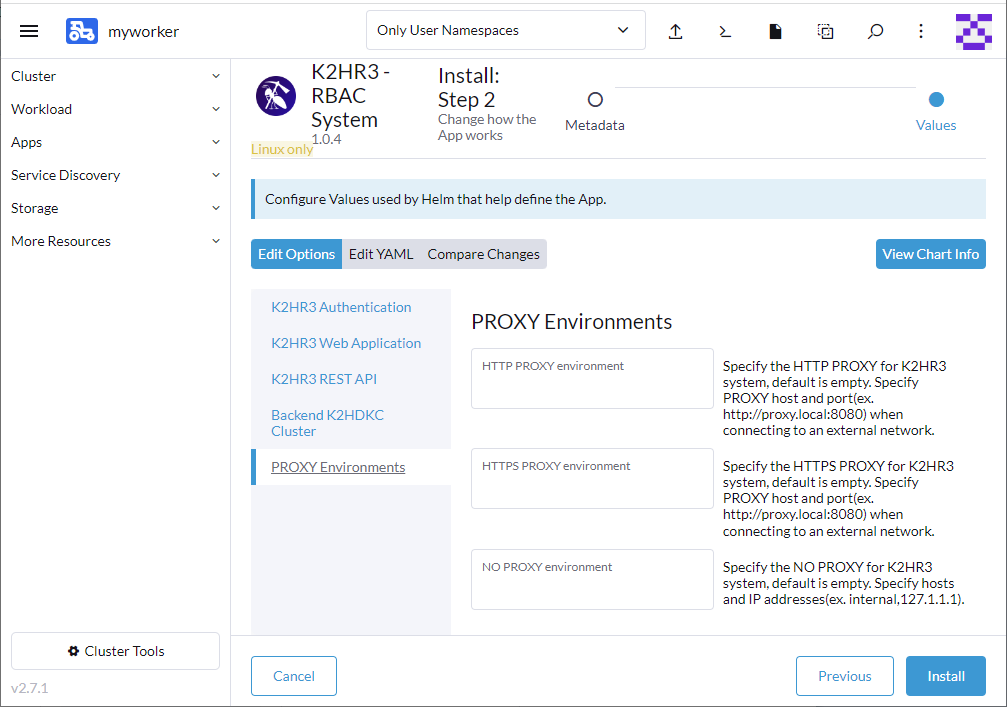 myworker
Only User Namespaces
Cluster
Workload
Apps
Service Discovery
Storage
More Resources
Cluster Tools
v2.7.1
K2HR3 -
RBAC
System
1.0.4
Linux only
Install:
Step 2
Change how the
App works
Metadata
Values
Configure Values used by Helm that help define the App.
Edit Options
Edit YAML
Compare Changes
View Chart Info
K2HR3 Authentication
K2HR3 Web Application
K2HR3 REST API
Backend K2HDKC
Cluster
PROXY Environments
PROXY Environments
HTTP PROXY environment
Specify the HTTP PROXY for K2HR3
system, default is empty. Specify
PROXY host and port(ex.
http://proxy.local:8080) when
connecting to an external network.
HTTPS PROXY environment
Specify the HTTPS PROXY for K2HR3
system, default is empty. Specify
PROXY host and port(ex.
http://proxy.local:8080) when
connecting to an external network.
NO PROXY environment
Specify the NO PROXY for K2HR3
system, default is empty. Specify hosts
and IP addresses(ex. internal,127.1.1.1).
Cancel
Previous
Install